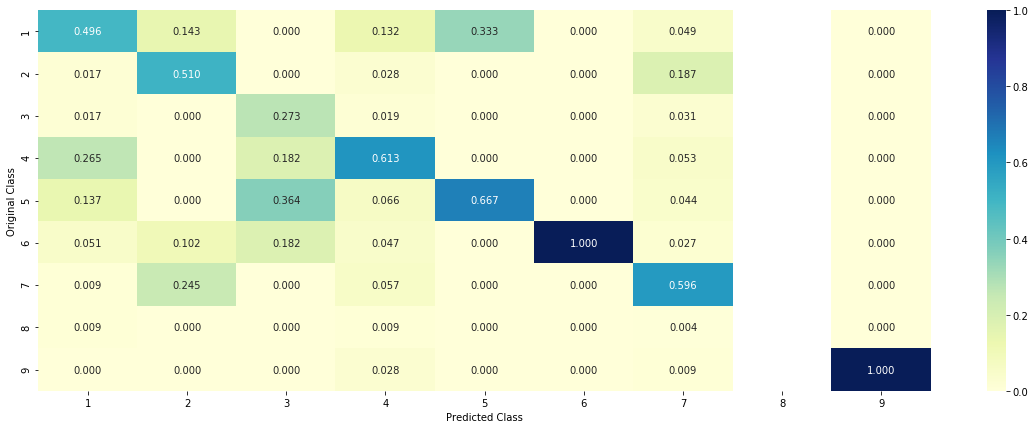 1 0.496 0.143 0.000 0.132 0.333 0.000 0.049 0.000
2 0.017 0.510 0.000 0.028 0.000 0.000 0.187 0.000
3 0.017 0.000 0.273 0.019 0.000 0.000 0.031 0.000
4 0.265 0.000 0.182 0.613 0.000 0.000 0.053 0.000
5 0.137 0.000 0.364 0.066 0.667 0.000 0.044 0.000
6 0.051 0.102 0.182 0.047 0.000 1.000 0.027 0.000
7 0.009 0.245 0.000 0.057 0.000 0.000 0.596 0.000
8 0.009 0.000 0.000 0.009 0.000 0.000 0.004 0.000
9 0.000 0.000 0.000 0.028 0.000 0.000 0.009 1.000
1 2 3 4 5 6 7 8 9
Predicted Class
Original Class
1.0
0.8
0.6
0.4
0.2
0.0